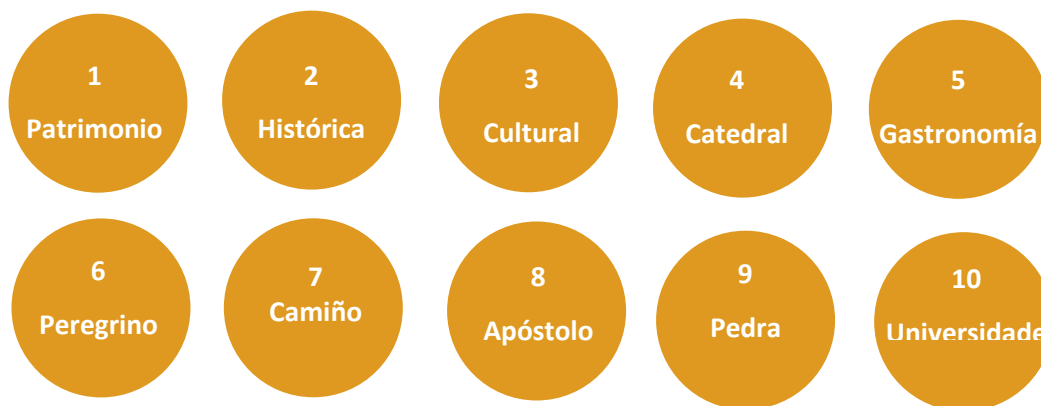 1
Patrimonio
2
Histórica
3
Cultural
4
Catedral
5
Gastronomía
6
Peregrino
7
Camiño
8
Apóstolo
9
Pedra
10
Universidade